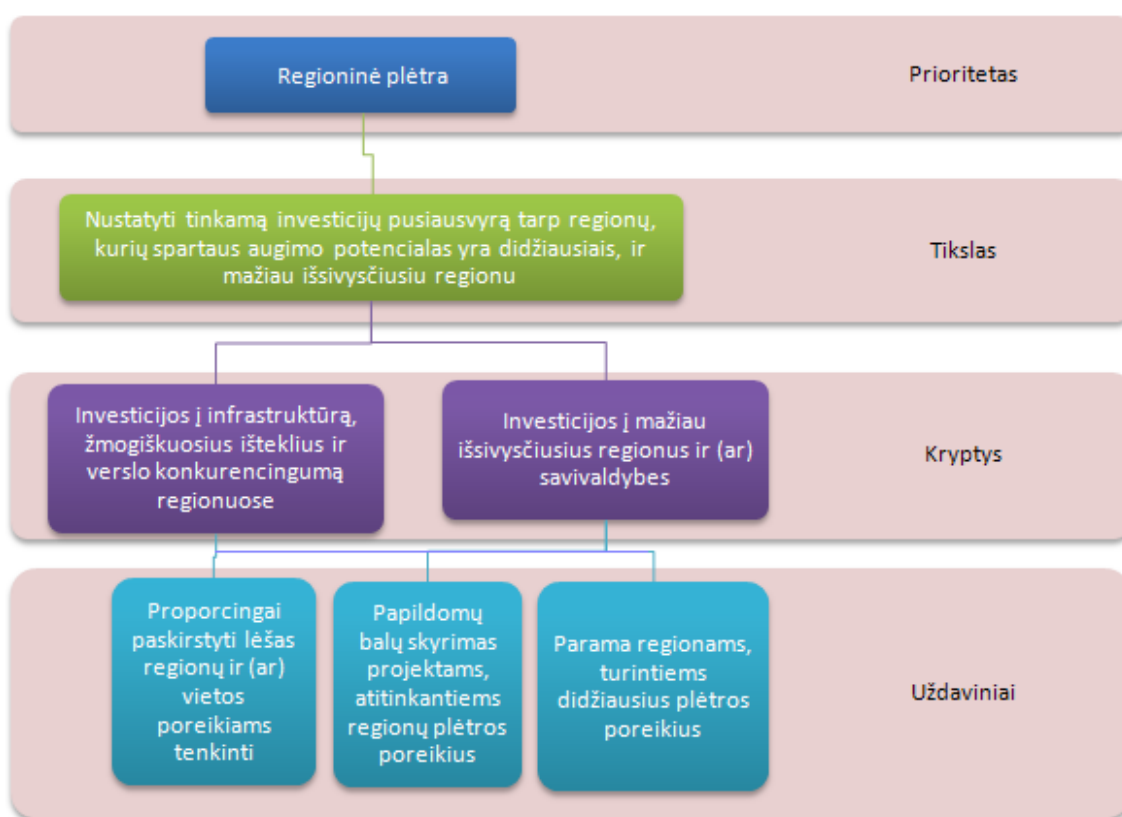 Regioninė plėtra
Prioritetas
Nustatyti tinkamą investicijų pusiausvyrą tarp regionų,
kurių spartaus augimo potencialas yra didžiausiais, ir
mažiau išsivysčiusiu regionu
Tikslas
Investicijos į infrastruktūrą,
žmogiškuosius išteklius ir
verslo konkurencingumą
regionuose
Investicijos į mažiau
išsivysčiusius regionus ir (ar)
savivaldybes
Kryptys
Proporcingai
paskirstyti lėšas
regionų ir (ar)
vietos
poreikiams
tenkinti
Papildomų
balų skyrimas
projektams,
atitinkantiems
regionų plėtros
poreikius
Parama regionams,
turintiems
didžiausius plėtros
poreikius
Uždaviniai